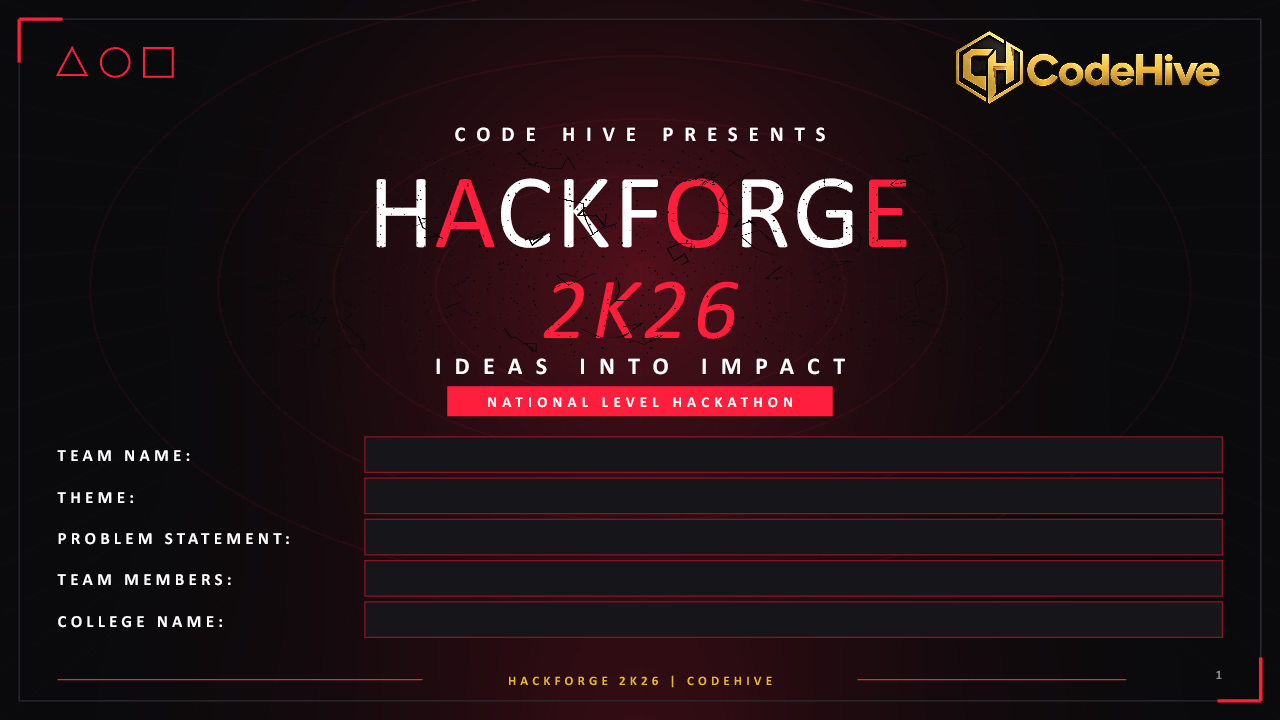 CH CodeHive
CODE HIVE PRESENTS
HACKFORGE
2K26
IDEAS INTO IMPACT
NATIONAL LEVEL HACKATHON
TEAM NAME:
THEME:
PROBLEM STATEMENT:
TEAM MEMBERS:
COLLEGE NAME:
HACKFORGE 2K26 | CODEHIVE
1